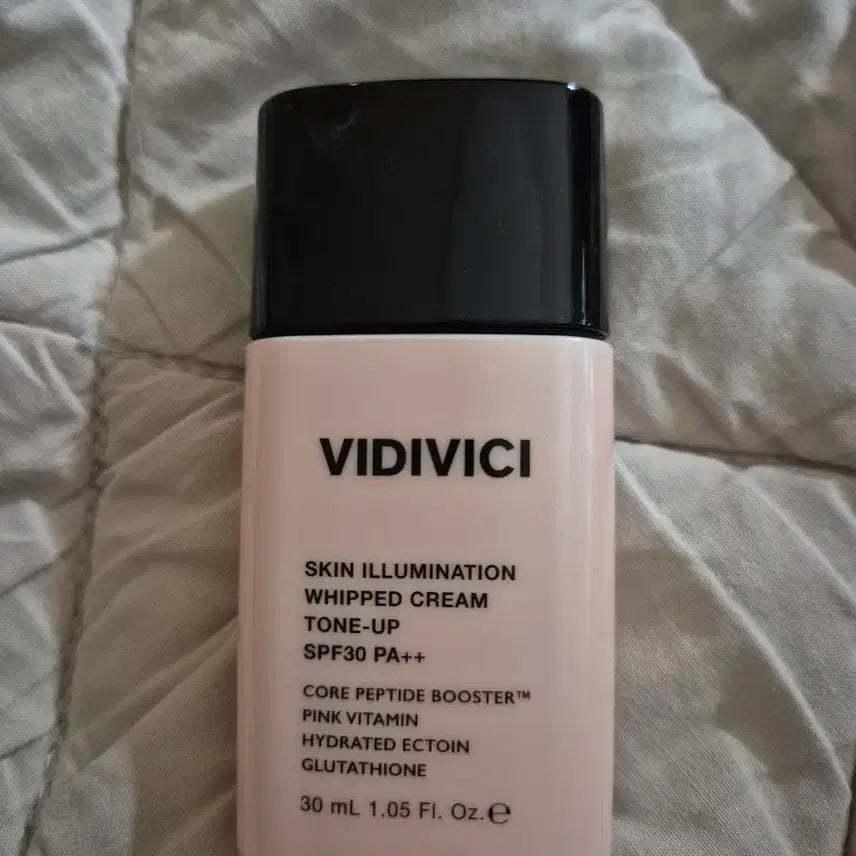 VIDIVICI
SKIN ILLUMINATION
WHIPPED CREAM
TONE-UP
SPF30 PA++
CORE PEPTIDE BOOSTER™
PINK VITAMIN
HYDRATED ECTOIN
GLUTATHIONE
30 mL 1.05 Fl. Oz.℮